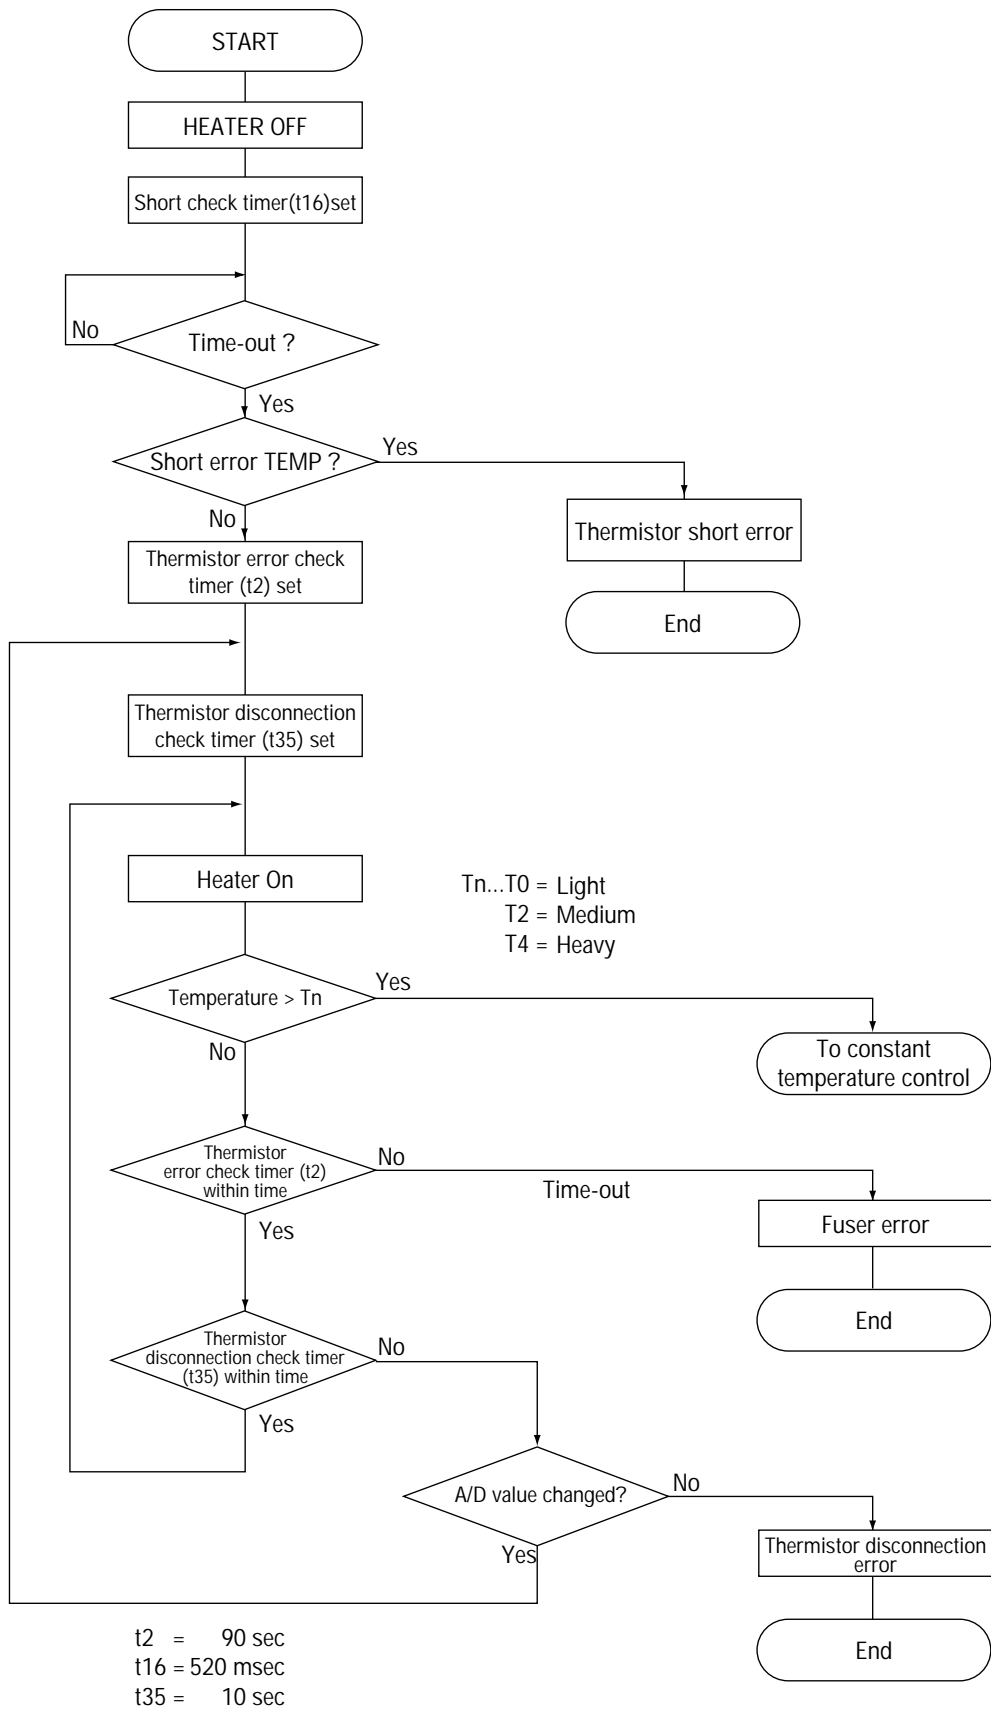 START
HEATER OFF
Short check timer(t16)set
No
Time-out ?
Yes
Short error TEMP ?
Yes
No
Thermistor short error
End
Thermistor error check
timer (t2) set
Thermistor disconnection
check timer (t35) set
Heater On
Tn...T0 = Light
T2 = Medium
T4 = Heavy
Temperature > Tn
Yes
No
To constant
temperature control
Thermistor
error check timer (t2)
within time
No
Time-out
Yes
Fuser error
End
Thermistor
disconnection check timer
(t35) within time
No
Yes
A/D value changed?
No
Yes
Thermistor disconnection
error
End
t2 = 90 sec
t16 = 520 msec
t35 = 10 sec